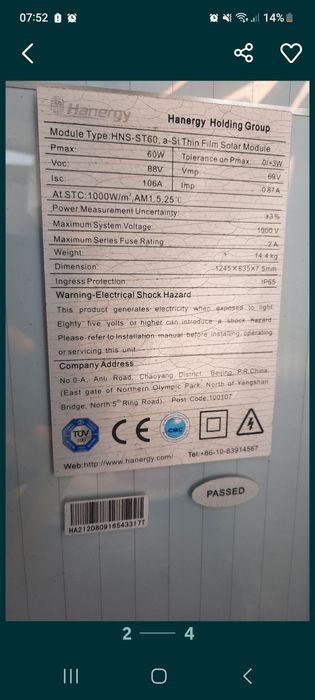 07:52
14%
Hanergy
Hanergy Holding Group
Module Type:HNS-ST60, a-Si Thin Film Solar Module
Pmax: 60W Tolerance on Pmax 0/+3W
Voc: 88V Vmp 69V
Isc: 106A Imp 0.87A
At STC:1000W/m², AM1.5,25℃
Power Measurement Uncertainty ±3%
Maximum System Voltage 1000 V
Maximum Series Fuse Rating 2A
Weight: 14.4kg
Dimension: 1245×635×7.5mm
Ingress Protection IP65
Warning-Electrical Shock Hazard
This product generates electricity when exposed to light.
Eighty five volts or higher can introduce a shock hazard.
Please refer to installation manual before installing, operating
or servicing this unit.
Company Address
No.0-A, Anli Road, Chaoyang District, Beijing, P.R.China.
(East gate of Northern Olympic Park, North of Yangshan
Bridge, North 5th Ring Road). Post Code:100107
TÜV
CE
CQC
Web:http://www.hanergy.com/ Tel:+86-10-83914567
PASSED
HA21208091654331​7T
2 — 4